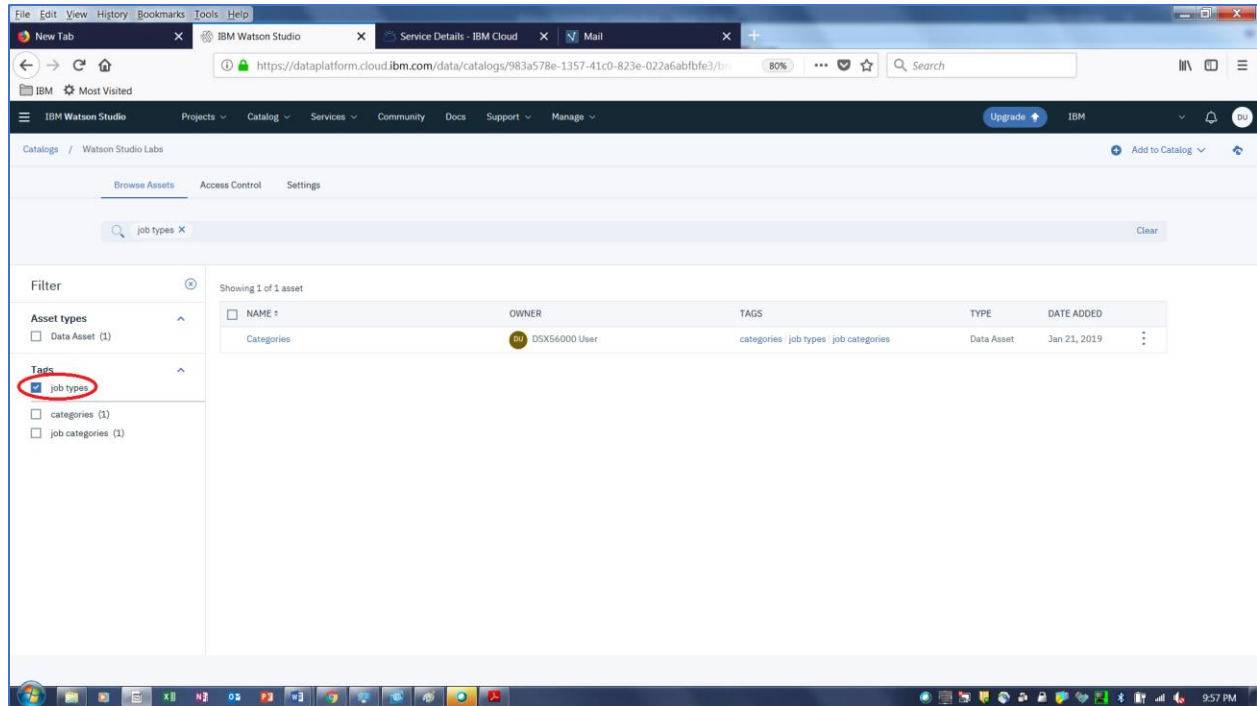 File Edit View History Bookmarks Tools Help
New Tab IBM Watson Studio Service Details - IBM Cloud Mail
https://dataplatform.cloud.ibm.com/data/catalogs/983a578e-1357-41c0-823e-022a6abfbfe3/ 80% Search
IBM Most Visited
IBM Watson Studio Projects Catalog Services Community Docs Support Manage Upgrade IBM DU
Catalogs / Watson Studio Labs Add to Catalog
Browse Assets Access Control Settings
job types Clear
Filter
Showing 1 of 1 asset
Asset types
NAME OWNER TAGS TYPE DATE ADDED
Data Asset (1)
Categories DU DSX56000 User categories job types job categories Data Asset Jan 21, 2019
Tags
job types
categories (1)
job categories (1)
9:57 PM